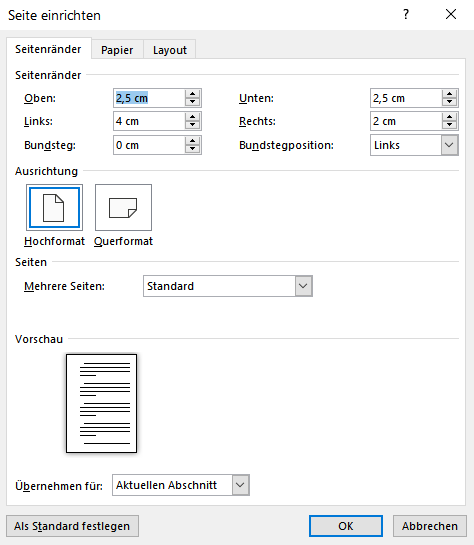 Seite einrichten
Seitenränder Papier Layout
Seitenränder
Oben: 2,5 cm Unten: 2,5 cm
Links: 4 cm Rechts: 2 cm
Bundsteg: 0 cm Bundstegposition: Links
Ausrichtung
Hochformat Querformat
Seiten
Mehrere Seiten: Standard
Vorschau
Übernehmen für: Aktuellen Abschnitt
Als Standard festlegen OK Abbrechen